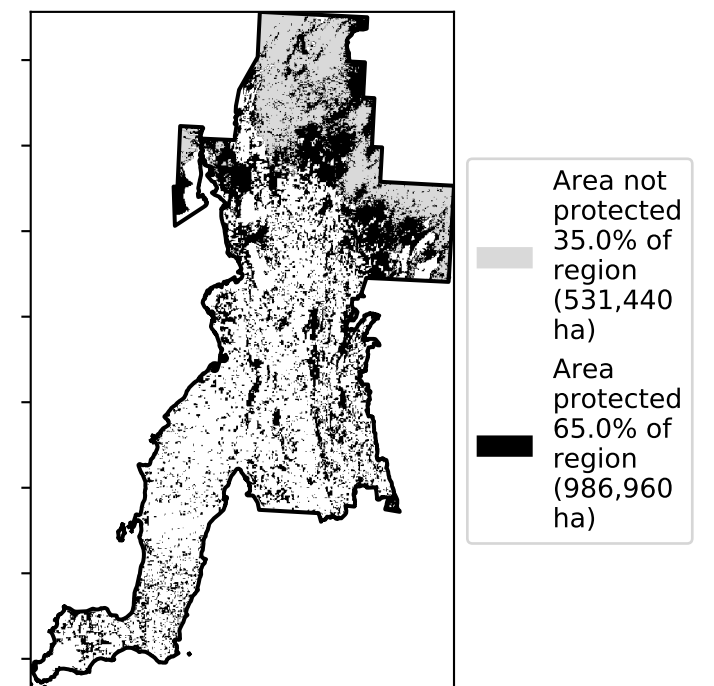 Area not
protected
35.0% of
region
(531,440
ha)
Area
protected
65.0% of
region
(986,960
ha)